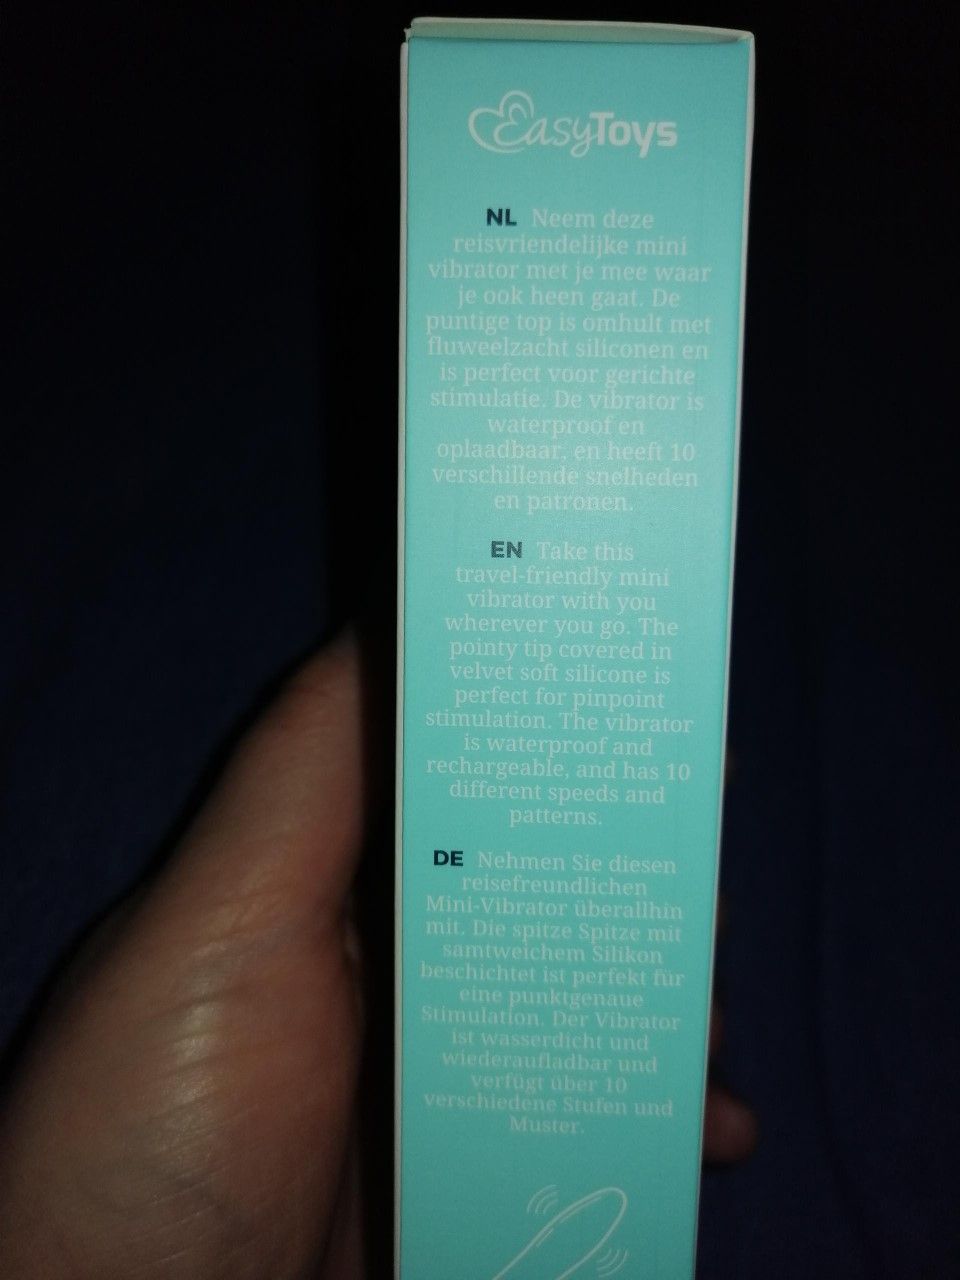 EasyToys
NL Neem deze
reisvriendelijke mini
vibrator met je mee waar
je ook heen gaat. De
puntige top is omhult met
fluweelzacht siliconen en
is perfect voor gerichte
stimulatie. De vibrator is
waterproof en
oplaadbaar, en heeft 10
verschillende snelheden
en patronen.
EN Take this
travel-friendly mini
vibrator with you
wherever you go. The
pointy tip covered in
velvet soft silicone is
perfect for pinpoint
stimulation. The vibrator
is waterproof and
rechargeable, and has 10
different speeds and
patterns.
DE Nehmen Sie diesen
reisefreundlichen
Mini-Vibrator überallhin
mit. Die spitze Spitze mit
samtweichem Silikon
beschichtet ist perfekt für
eine punktgenaue
Stimulation. Der Vibrator
ist wasserdicht und
wiederaufladbar und
verfügt über 10
verschiedene Stufen und
Muster.